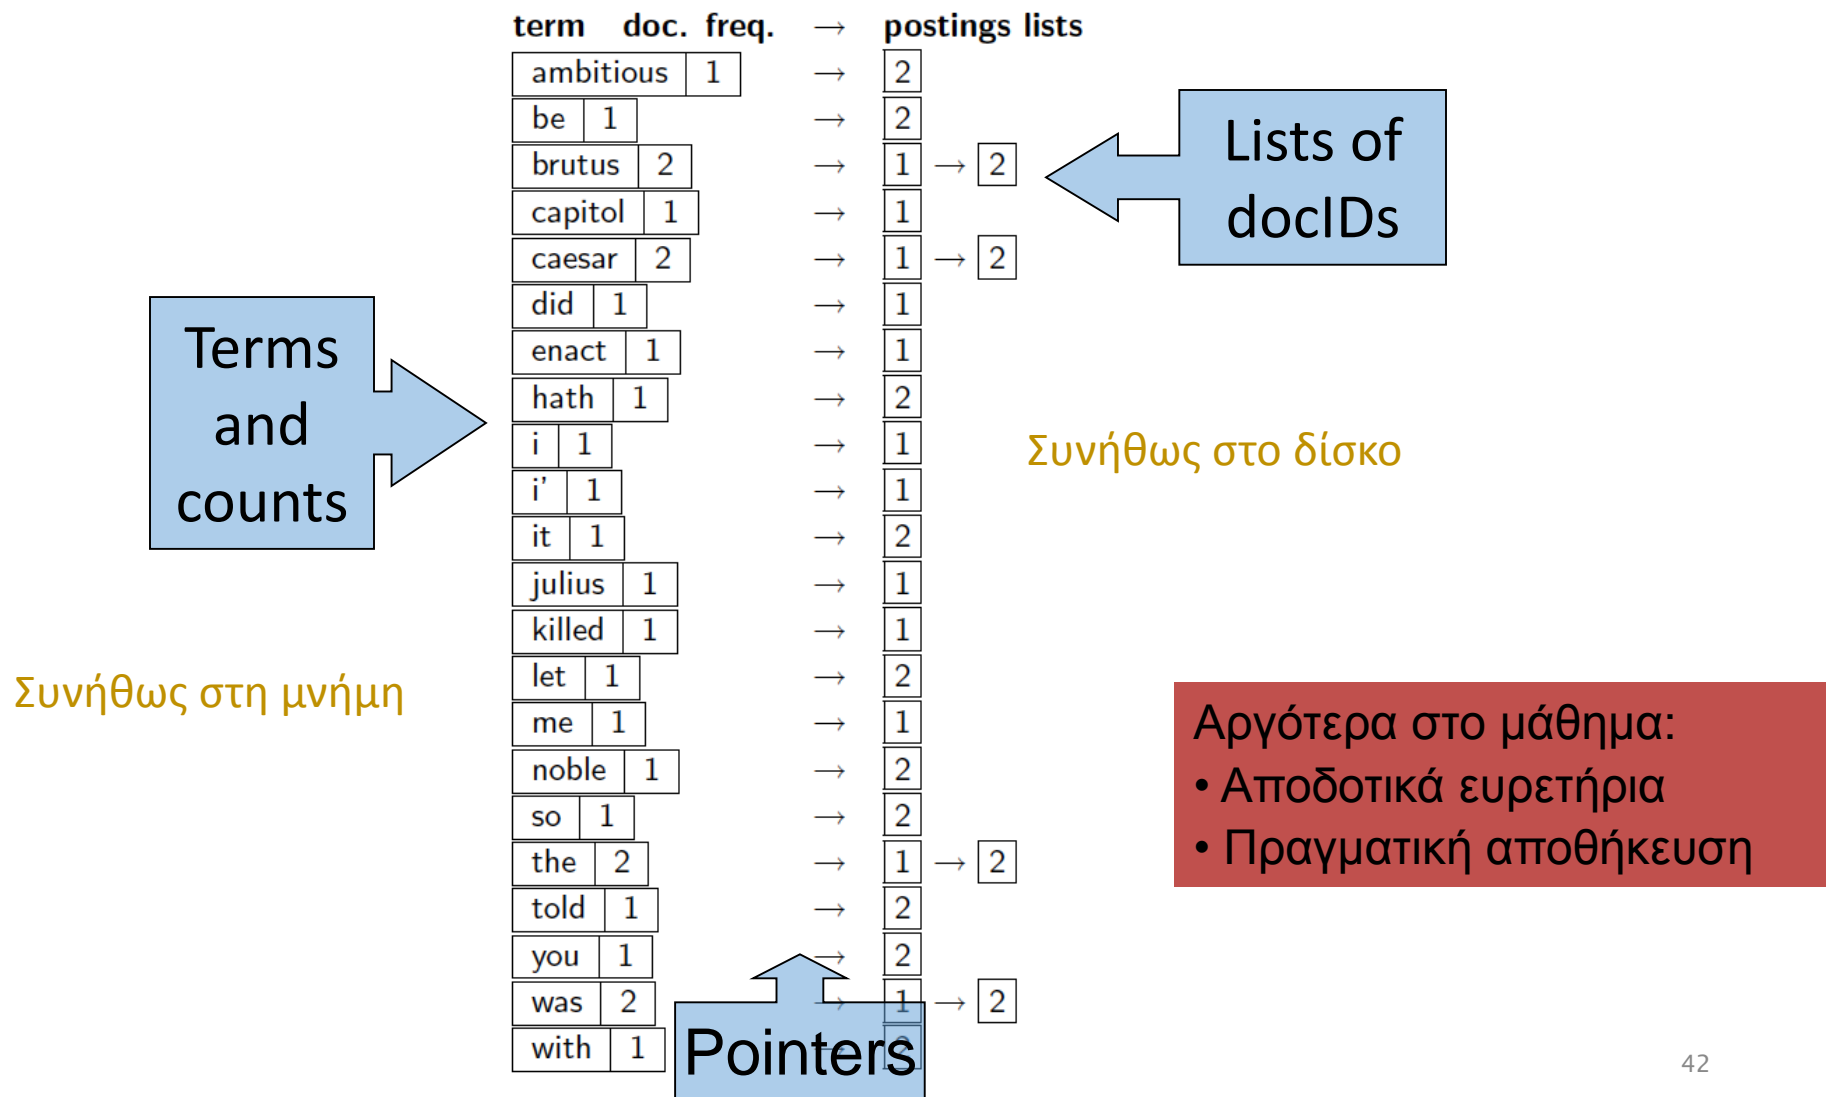 term doc. freq. → postings lists
ambitious 1 → 2
be 1 → 2
brutus 2 → 1 → 2
capitol 1 → 1
caesar 2 → 1 → 2
did 1 → 1
enact 1 → 1
hath 1 → 2
i 1 → 1
i' 1 → 1
it 1 → 2
julius 1 → 1
killed 1 → 1
let 1 → 2
me 1 → 1
noble 1 → 2
so 1 → 2
the 2 → 1 → 2
told 1 → 2
you 1 → 2
was 2 → 1 → 2
with 1 → 2
Lists of
docIDs
Terms
and
counts
Συνήθως στο δίσκο
Συνήθως στη μνήμη
Αργότερα στο μάθημα:
• Αποδοτικά ευρετήρια
• Πραγματική αποθήκευση
Pointers
42